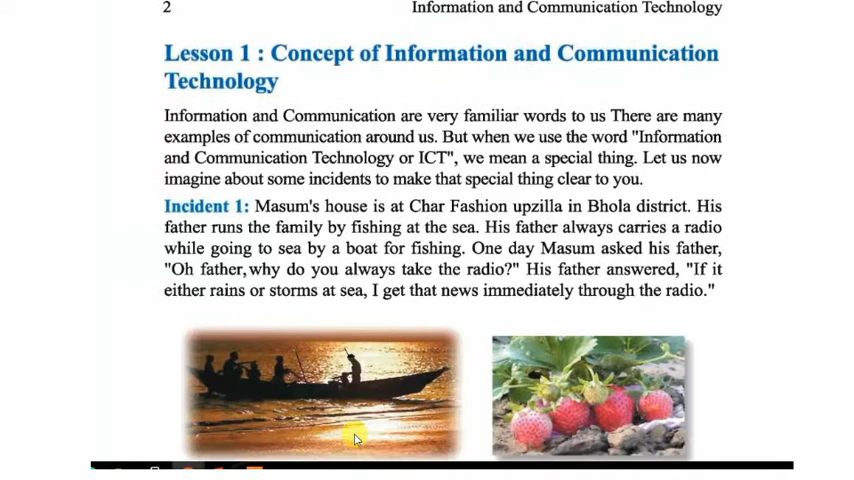 2 Information and Communication Technology
Lesson 1 : Concept of Information and Communication
Technology
Information and Communication are very familiar words to us There are many
examples of communication around us. But when we use the word "Information
and Communication Technology or ICT", we mean a special thing. Let us now
imagine about some incidents to make that special thing clear to you.
Incident 1: Masum's house is at Char Fashion upzilla in Bhola district. His
father runs the family by fishing at the sea. His father always carries a radio
while going to sea by a boat for fishing. One day Masum asked his father,
"Oh father, why do you always take the radio?" His father answered, "If it
either rains or storms at sea, I get that news immediately through the radio."